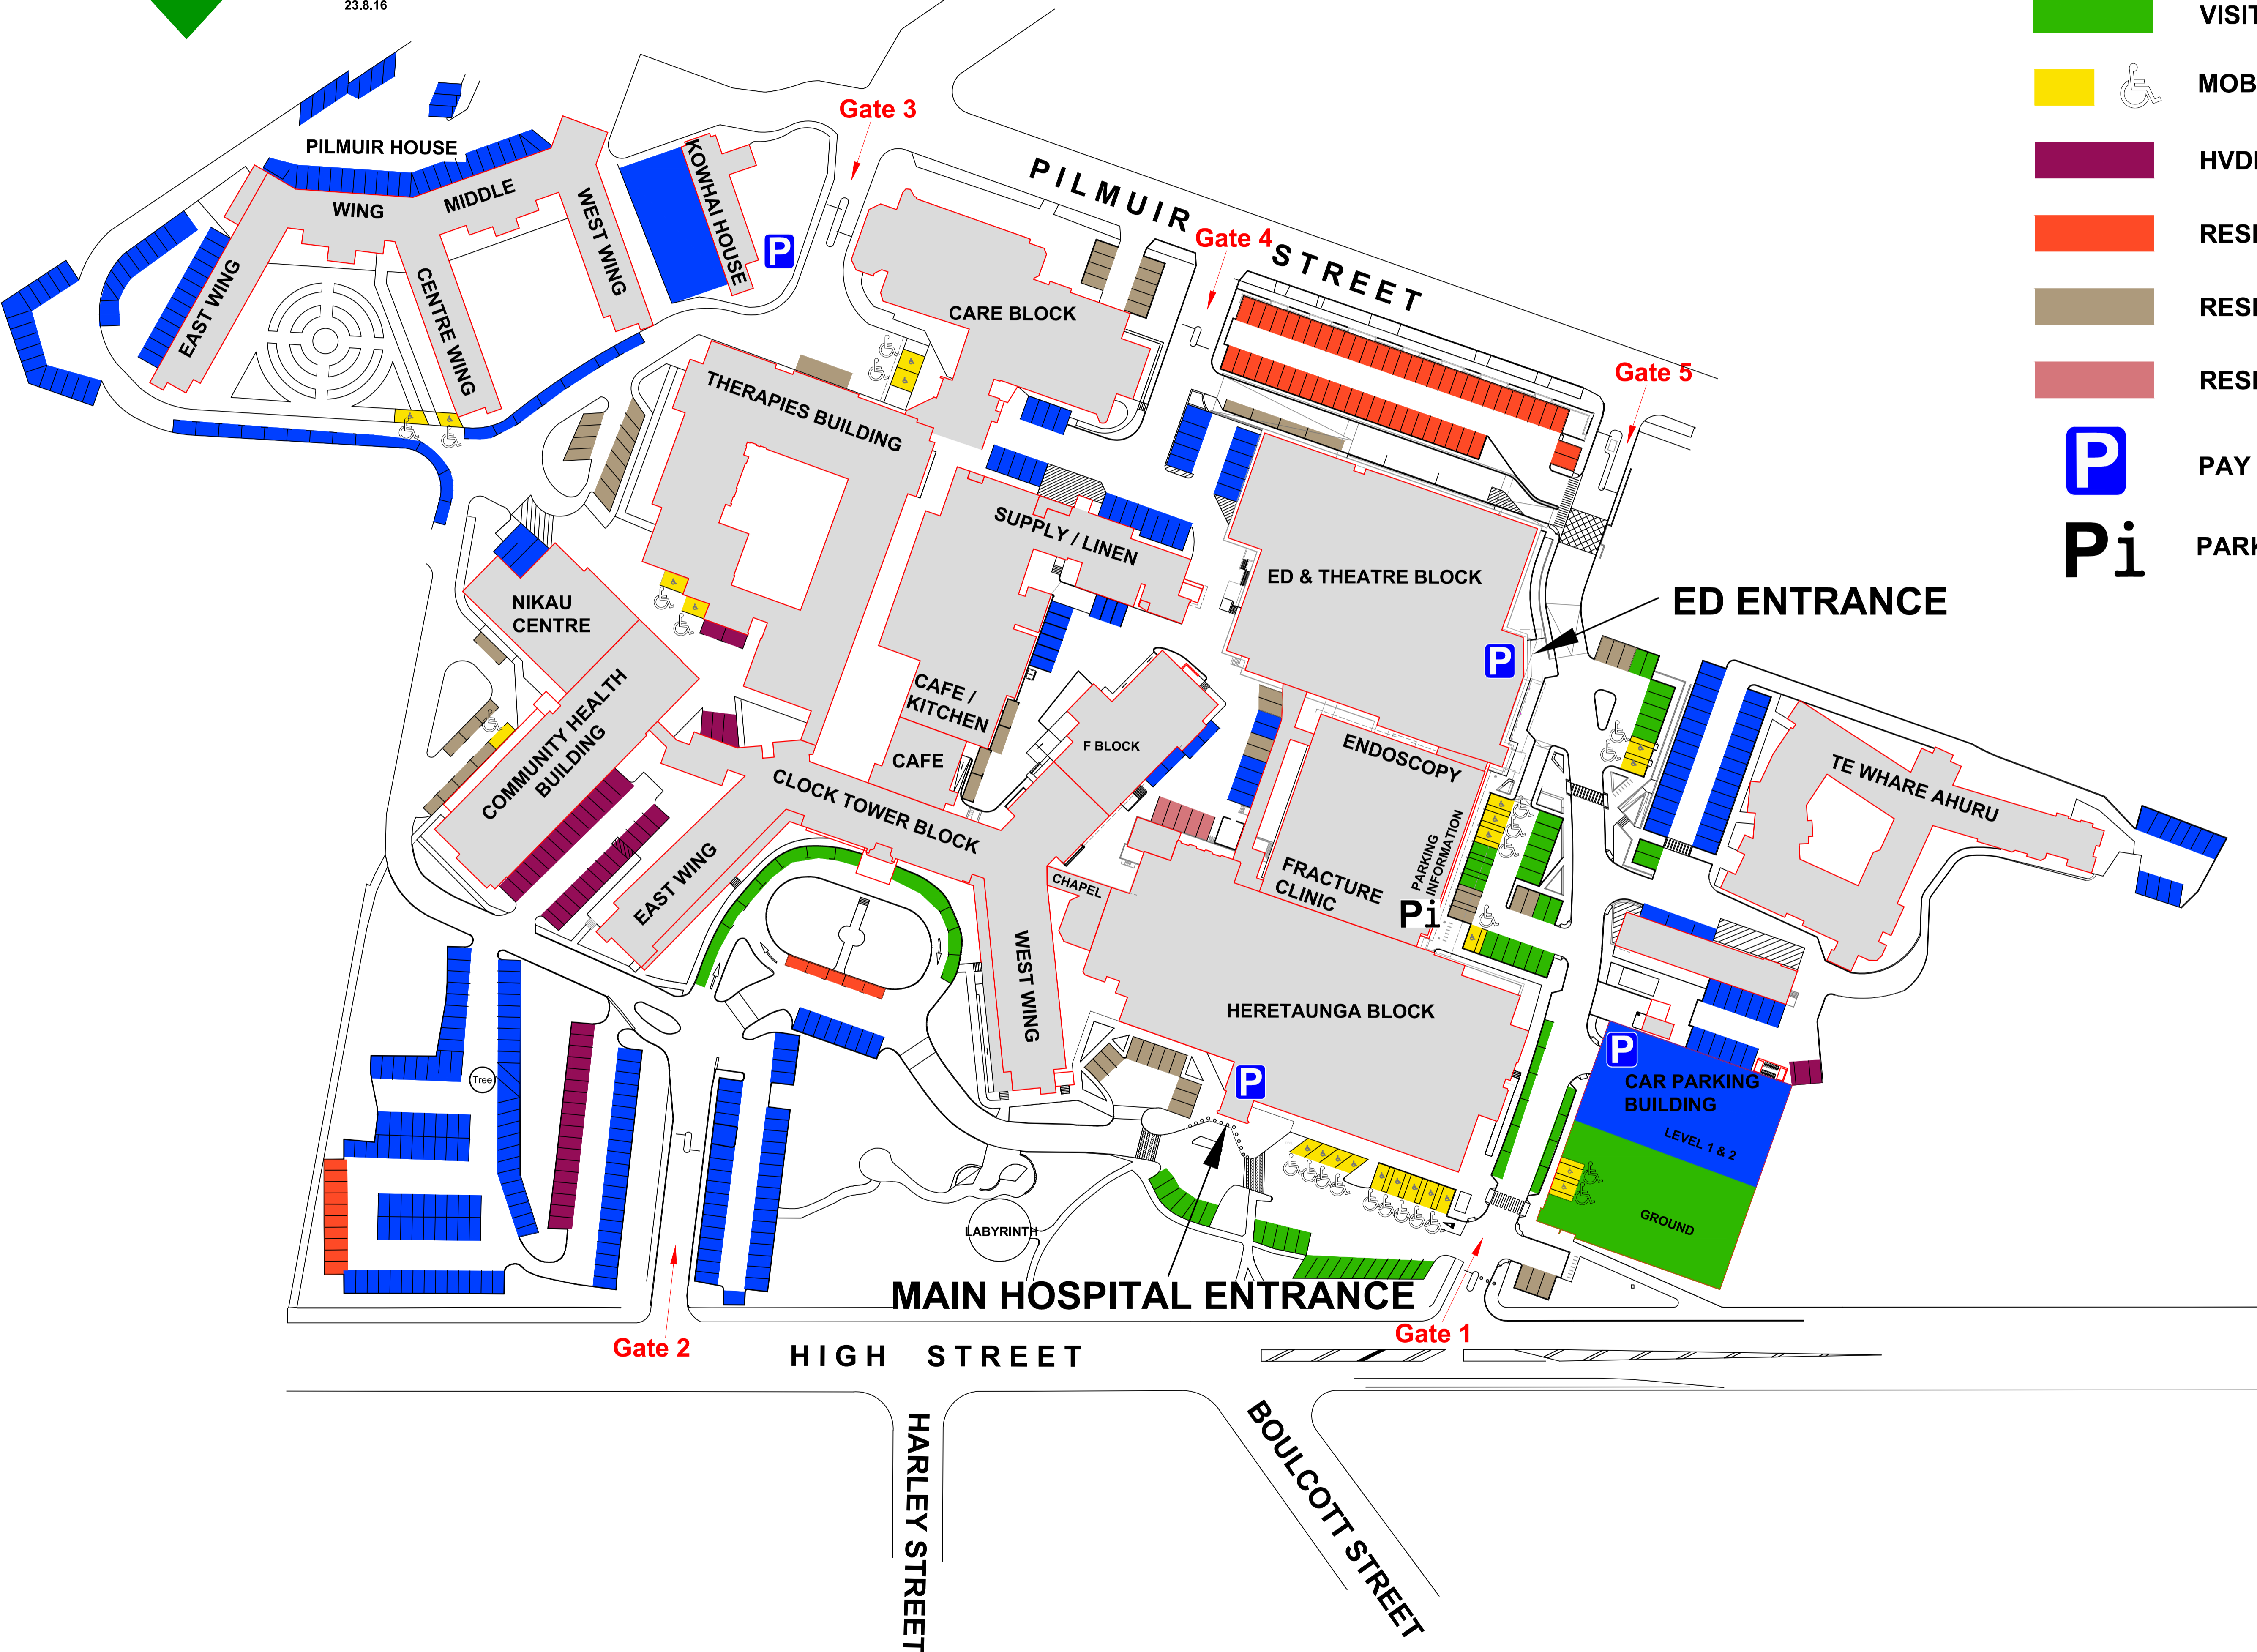 23.8.16
VISIT
MOB
HVD
RESI
RESI
RESI
P PAY
Pi PARK
Gate 3
PILMUIR HOUSE
KOWHAI HOUSE
PILMUIR STREET
WING
MIDDLE
WEST WING
P
Gate 4
EAST WING
CENTRE WING
CARE BLOCK
Gate 5
THERAPIES BUILDING
SUPPLY / LINEN
ED & THEATRE BLOCK
ED ENTRANCE
NIKAU
CENTRE
P
COMMUNITY HEALTH
BUILDING
CAFE /
KITCHEN
F BLOCK
ENDOSCOPY
CAFE
TE WHARE AHURU
CLOCK TOWER BLOCK
EAST WING
CHAPEL
FRACTURE
CLINIC
PARKING
INFORMATION
Pi
WEST WING
HERETAUNGA BLOCK
Tree
P
P
CAR PARKING
BUILDING
LEVEL 1 & 2
GROUND
LABYRINTH
MAIN HOSPITAL ENTRANCE
Gate 2
Gate 1
HIGH STREET
HARLEY STREET
BOULCOTT STREET